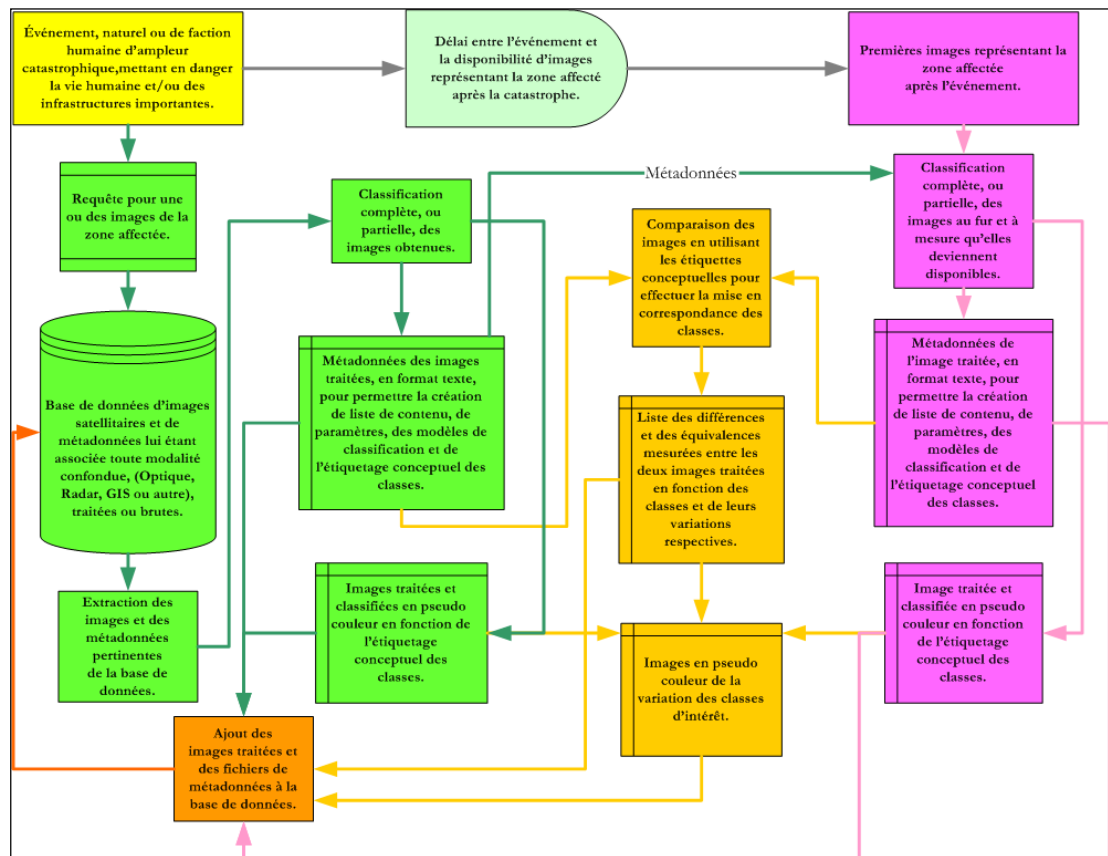 Événement, naturel ou de faction
humaine d'ampleur
catastrophique,mettant en danger
la vie humaine et/ou des
infrastructures importantes.
Délai entre l'événement et
la disponibilité d'images
représentant la zone affecté
après la catastrophe.
Premières images représentant la
zone affectée
après l'événement.
Requête pour une
ou des images de la
zone affectée.
Classification
complète, ou
partielle, des
images obtenues.
Métadonnées
Comparaison des
images en utilisant
les étiquettes
conceptuelles pour
effectuer la mise en
correspondance des
classes.
Classification
complète, ou
partielle, des
images au fur et à
mesure qu'elles
deviennent
disponibles.
Base de données d'images
satellitaires et de
métadonnées lui étant
associée toute modalité
confondue, (Optique,
Radar, GIS ou autre),
traitées ou brutes.
Métadonnées des images
traitées, en format texte,
pour permettre la création
de liste de contenu, de
paramètres, des modèles de
classification et de
l'étiquetage conceptuel des
classes.
Liste des différences
et des équivalences
mesurées entre les
deux images traitées
en fonction des
classes et de leurs
variations
respectives.
Métadonnées de
l'image traitée, en
format texte, pour
permettre la création
de liste de contenu, de
paramètres, des
modèles de
classification et de
l'étiquetage conceptuel
des classes.
Extraction des
images et des
métadonnées
pertinentes
de la base de
données.
Images traitées et
classifiées en pseudo
couleur en fonction de
l'étiquetage
conceptuel des
classes.
Images en pseudo
couleur de la
variation des classes
d'intérêt.
Image traitée et
classifiée en pseudo
couleur en fonction
de l'étiquetage
conceptuel des
classes.
Ajout des
images traitées et
des fichiers de
métadonnées à la
base de données.